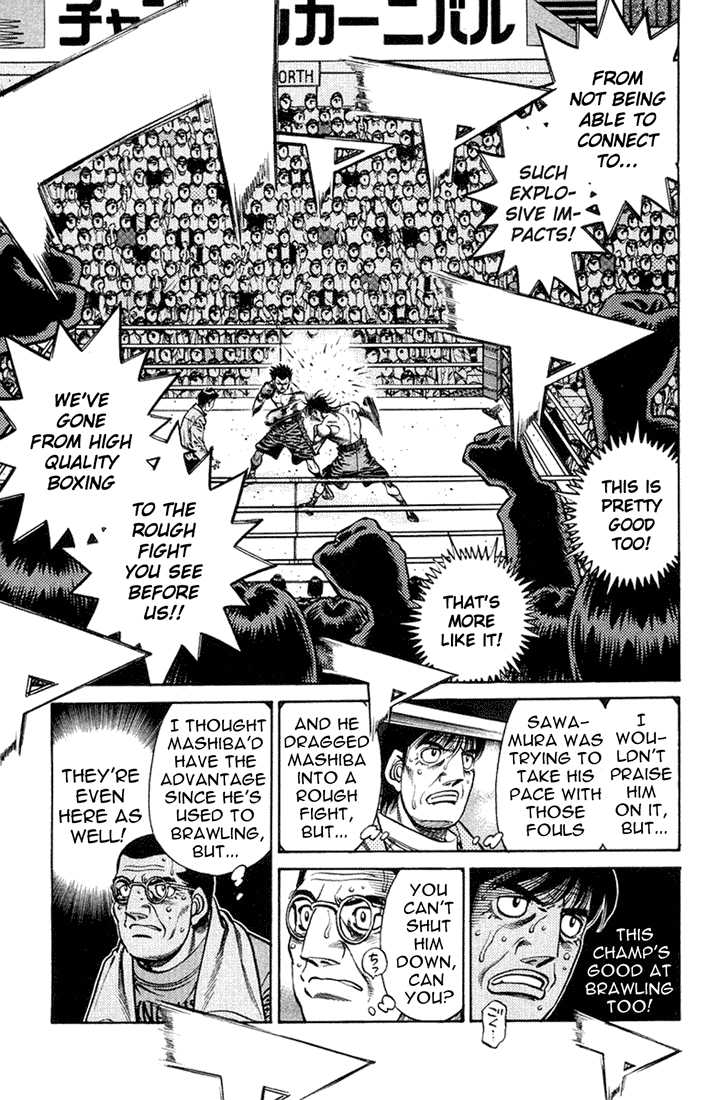 チャンピオンカーニバル
ORTH
FROM
NOT BEING
ABLE TO
CONNECT
TO...
SUCH
EXPLO-
SIVE IM-
PACTS!
WE'VE
GONE
FROM HIGH
QUALITY
BOXING
TO THE
ROUGH
FIGHT
YOU SEE
BEFORE
US!!
THIS IS
PRETTY
GOOD
TOO!
THAT'S
MORE
LIKE IT!
I
WOU-
LDN'T
PRAISE
HIM
ON IT,
BUT...
SAWA-
MURA WAS
TRYING TO
TAKE HIS
PACE WITH
THOSE
FOULS
AND HE
DRAGGED
MASHIBA
INTO A
ROUGH
FIGHT,
BUT...
I THOUGHT
MASHIBA'D
HAVE THE
ADVANTAGE
SINCE HE'S
USED TO
BRAWLING,
BUT...
THEY'RE
EVEN
HERE AS
WELL!
THIS
CHAMP'S
GOOD AT
BRAWLING
TOO!
YOU
CAN'T
SHUT
HIM
DOWN,
CAN
YOU?